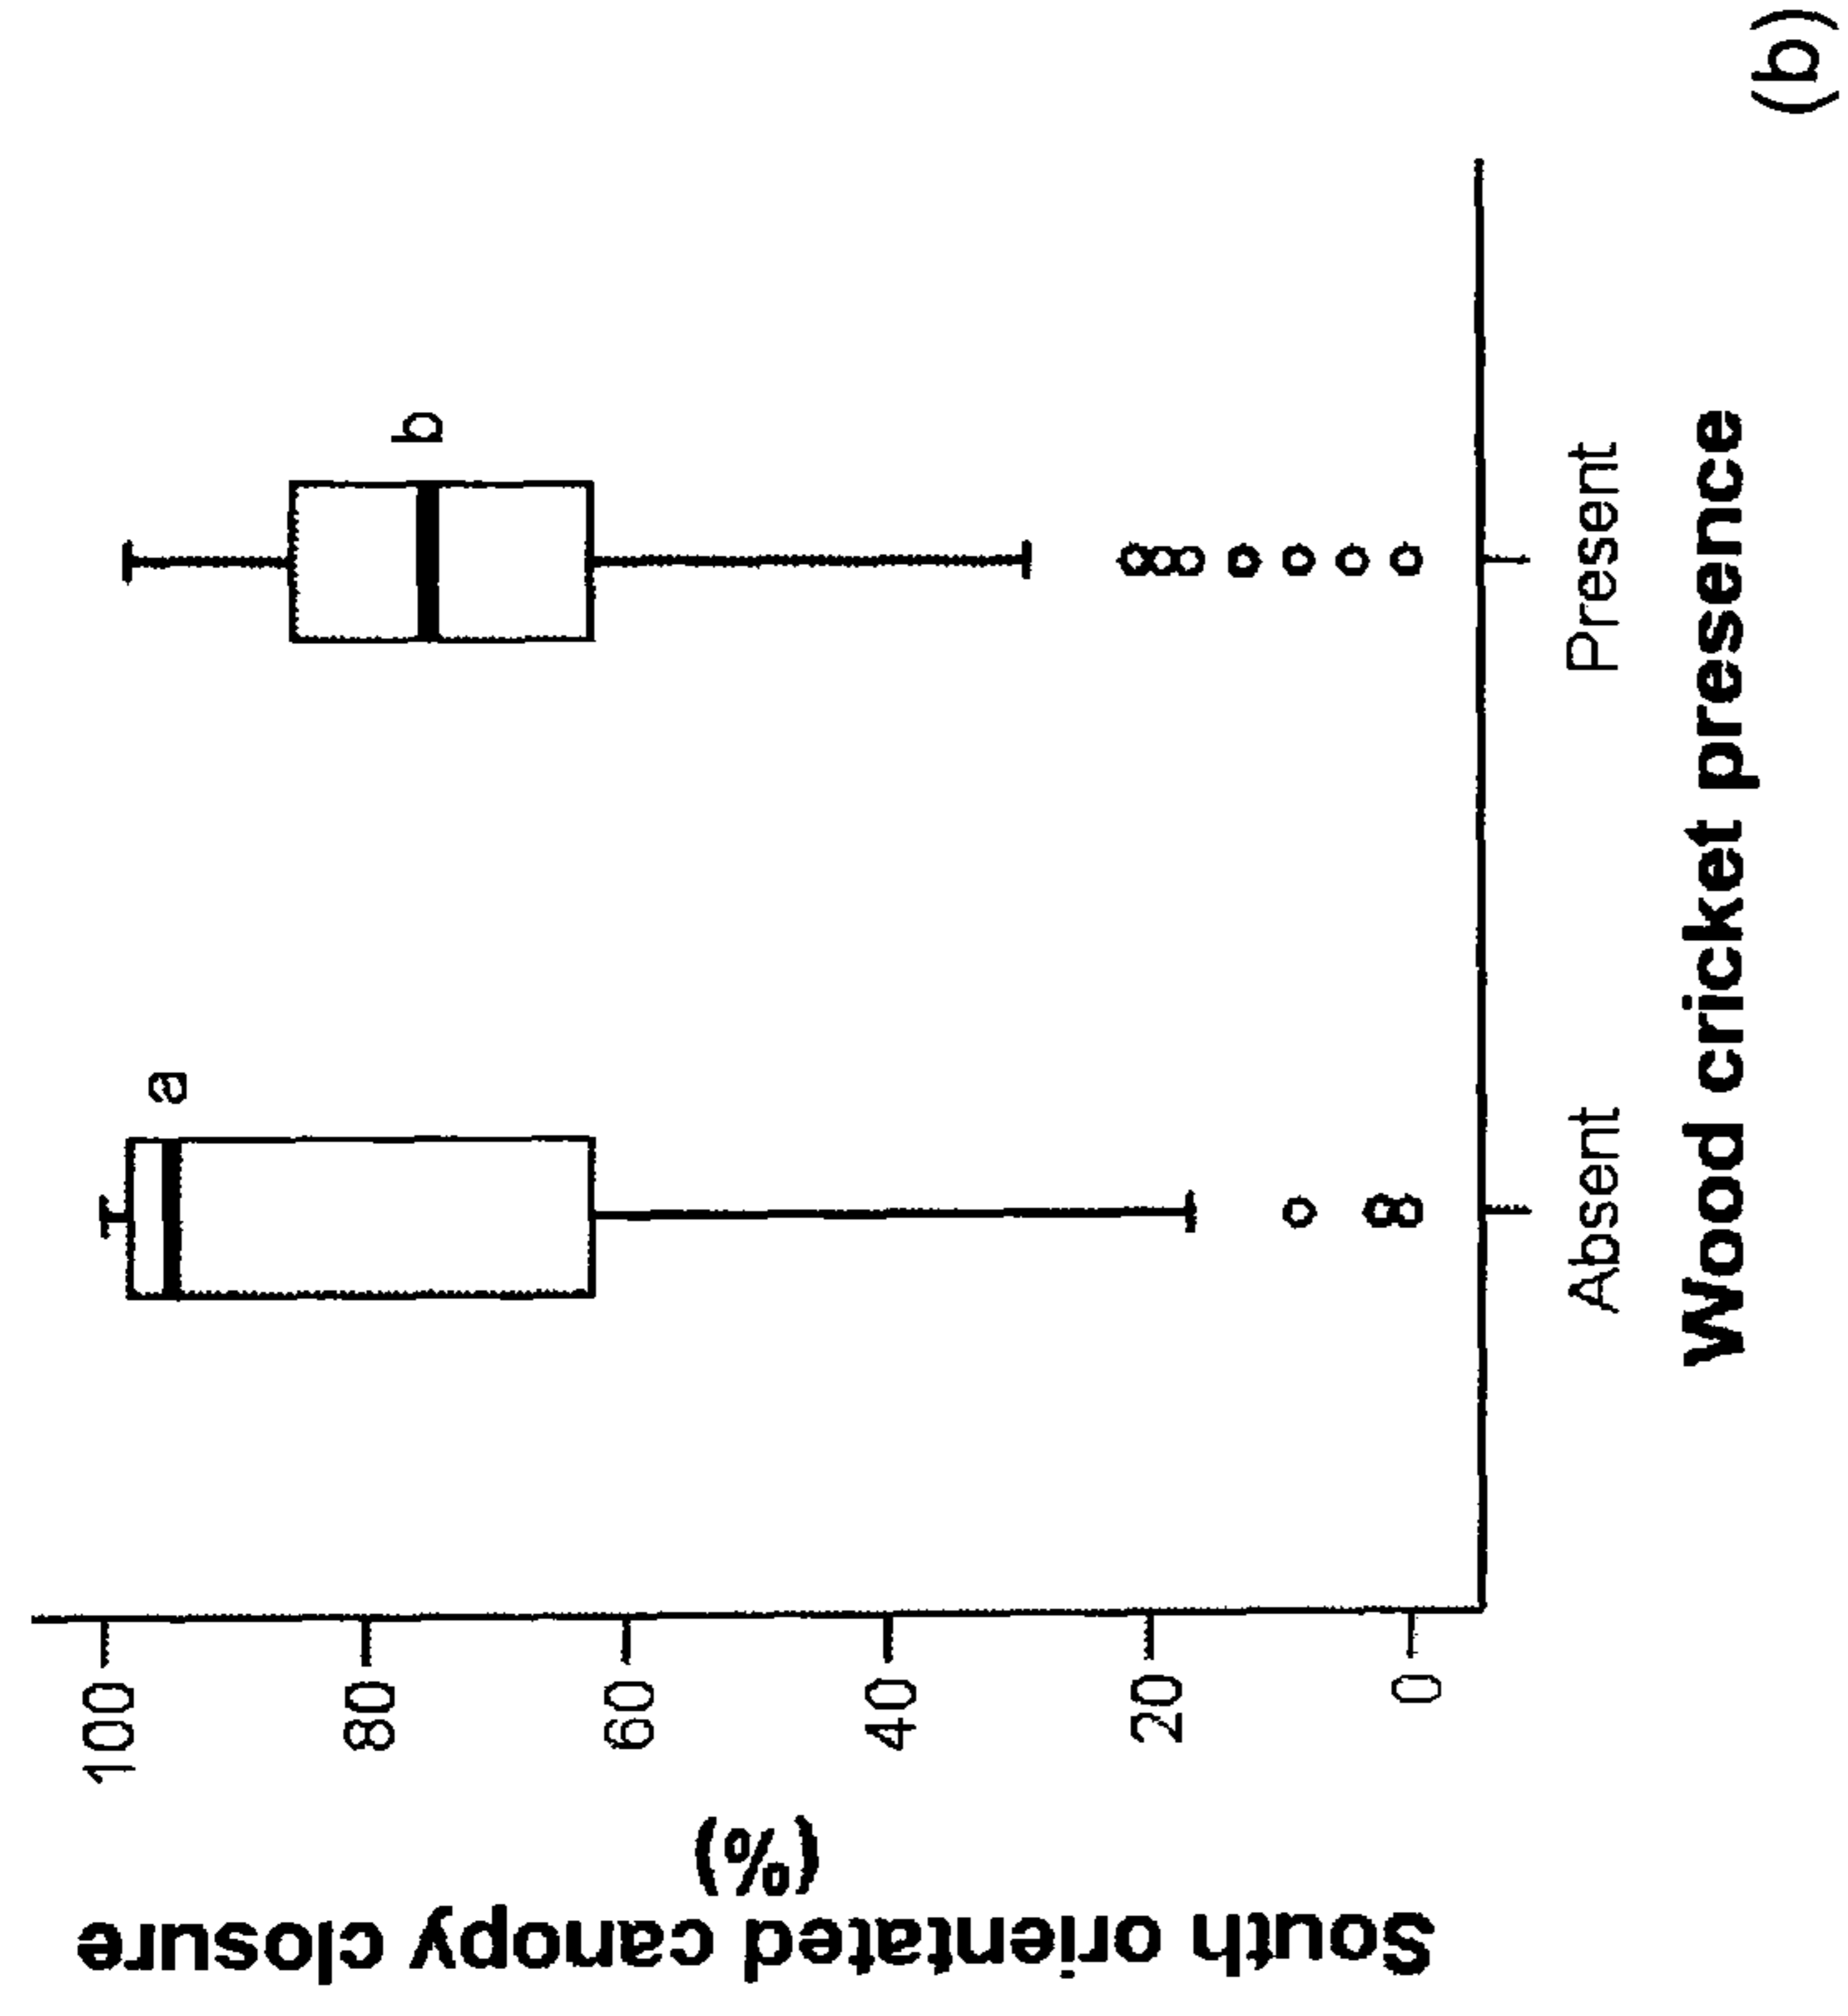 South orientated canopy closure
(%)
100
80
60
40
20
0
a
b
Absent
Present
Wood cricket presence
(b)